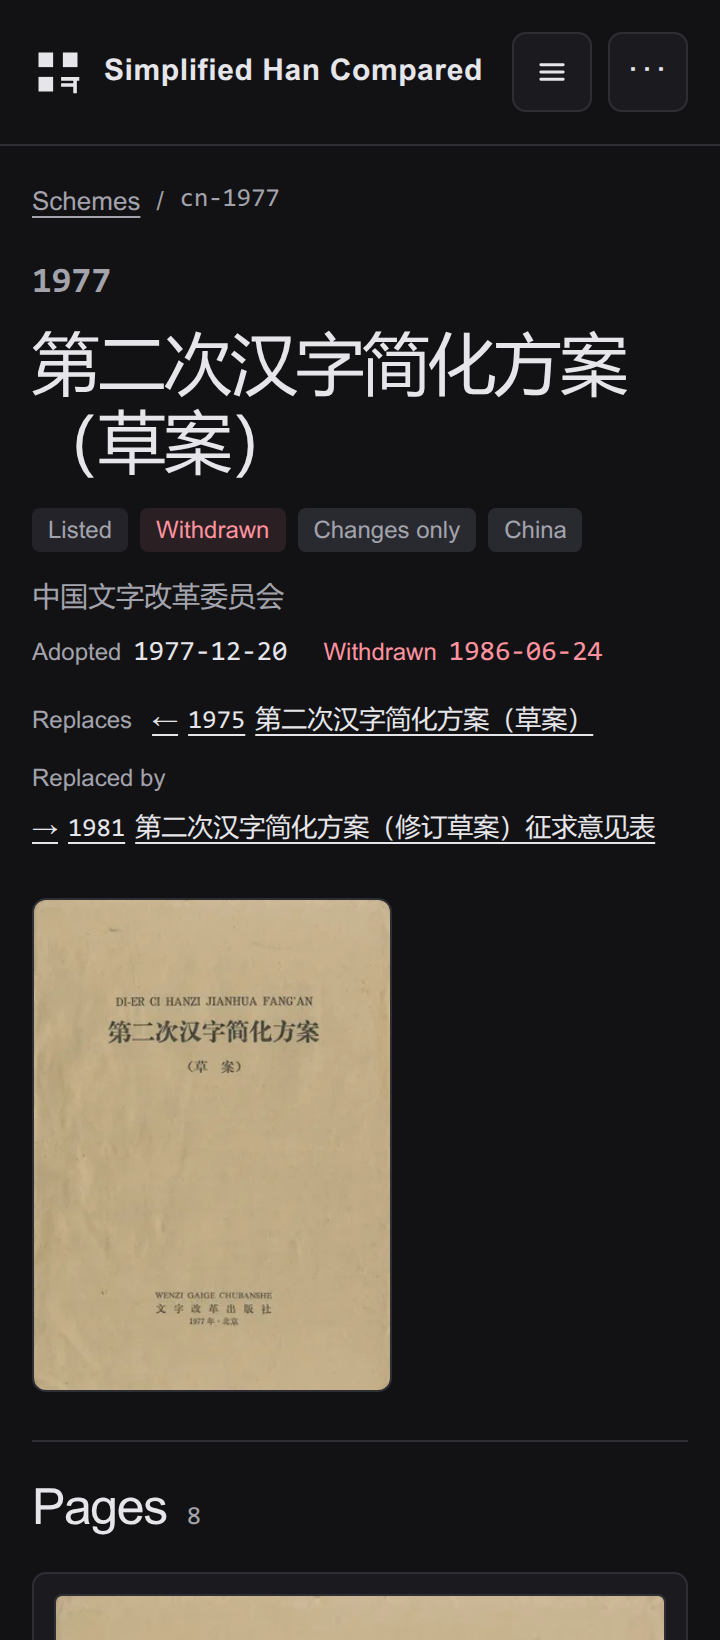 Simplified Han Compared
···
Schemes / cn-1977
1977
第二次汉字简化方案
（草案）
Listed Withdrawn Changes only China
中国文字改革委员会
Adopted 1977-12-20 Withdrawn 1986-06-24
Replaces ← 1975 第二次汉字简化方案（草案）
Replaced by
→ 1981 第二次汉字简化方案（修订草案）征求意见表
DI-ER CI HANZI JIANHUA FANG'AN
第二次汉字简化方案
（草 案）
WENZI GAIGE CHUBANSHE
文字改革出版社
1977 年·北京
Pages 8